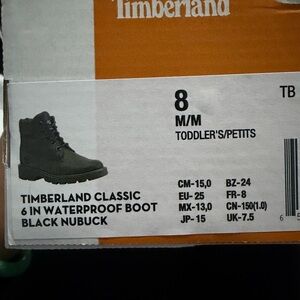 Timberland
8
TB
M/M
TODDLER'S/PETITS
CM-15,0 BZ-24
EU-25 FR-8
MX-13,0 CN-150(1.0)
JP-15 UK-7.5
TIMBERLAND CLASSIC
6 IN WATERPROOF BOOT
BLACK NUBUCK
6